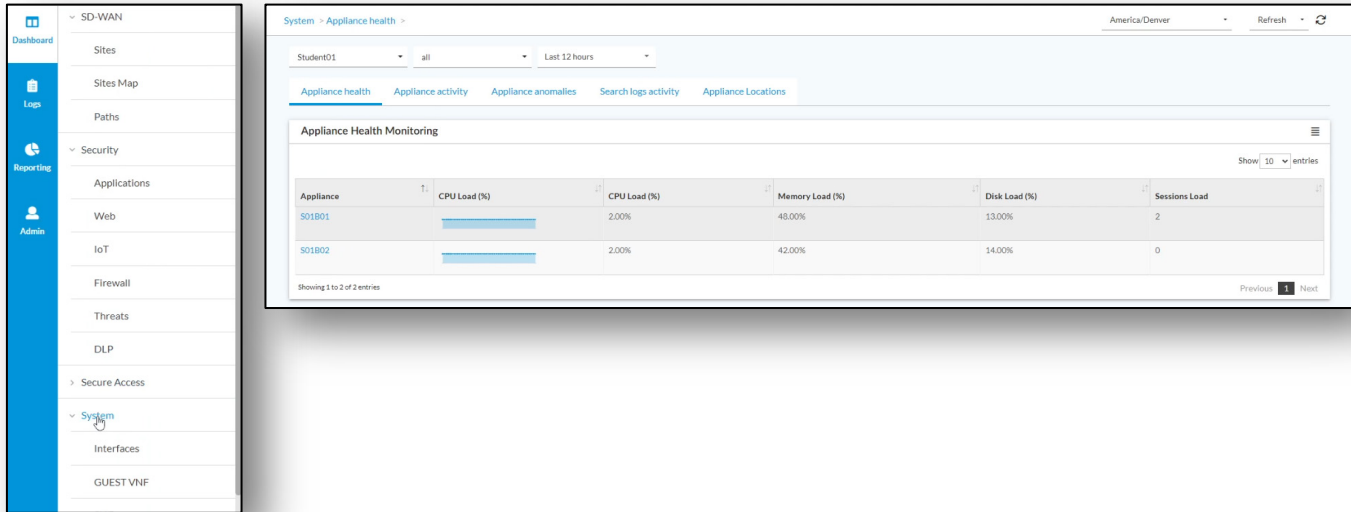 Dashboard
Logs
Reporting
Admin
SD-WAN
Sites
Sites Map
Paths
Security
Applications
Web
IoT
Firewall
Threats
DLP
Secure Access
System
Interfaces
GUEST VNF
System > Appliance health >
America/Denver
Refresh
Student01
all
Last 12 hours
Appliance health Appliance activity Appliance anomalies Search logs activity Appliance Locations
Appliance Health Monitoring
Show 10 entries
Appliance CPU Load (%) CPU Load (%) Memory Load (%) Disk Load (%) Sessions Load
S01B01 2.00% 48.00% 13.00% 2
S01B02 2.00% 42.00% 14.00% 0
Showing 1 to 2 of 2 entries
Previous 1 Next